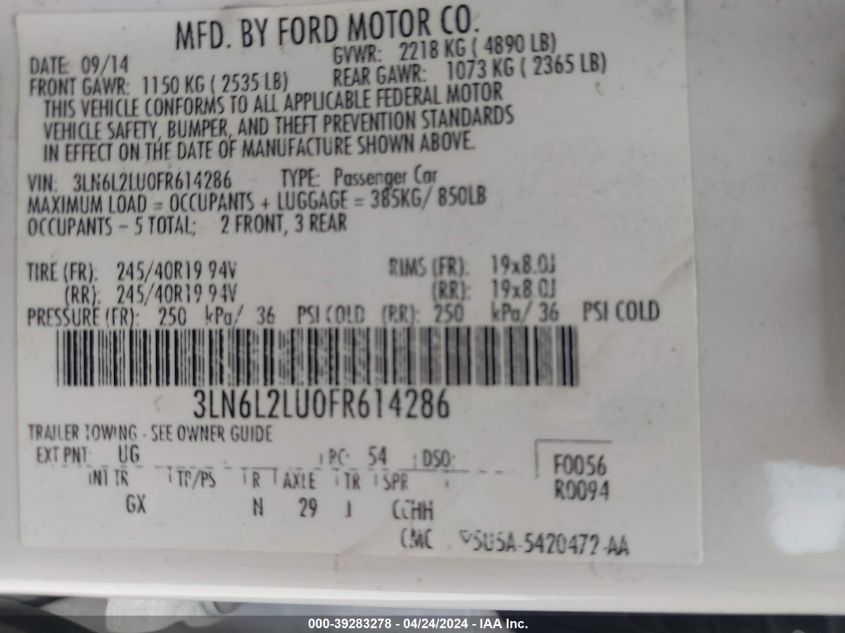 MFD. BY FORD MOTOR CO.
DATE: 09/14 GVWR: 2218 KG ( 4890 LB)
FRONT GAWR: 1150 KG ( 2535 LB) REAR GAWR: 1073 KG ( 2365 LB)
THIS VEHICLE CONFORMS TO ALL APPLICABLE FEDERAL MOTOR
VEHICLE SAFETY, BUMPER, AND THEFT PREVENTION STANDARDS
IN EFFECT ON THE DATE OF MANUFACTURE SHOWN ABOVE.
VIN: 3LN6L2LU0FR614286 TYPE: Passenger Car
MAXIMUM LOAD = OCCUPANTS + LUGGAGE = 385KG/ 850LB
OCCUPANTS - 5 TOTAL; 2 FRONT, 3 REAR
TIRE (FR): 245/40R19 94V RIMS (FR): 19x8.0J
(RR): 245/40R19 94V (RR): 19x8.0J
PRESSURE (FR): 250 kPa/ 36 PSI COLD (RR): 250 kPa/ 36 PSI COLD
3LN6L2LU0FR614286
TRAILER TOWING - SEE OWNER GUIDE
EXT PNT: UG RC: 54 DSO: F0056
INT TR TP/PS R AXLE TR SPR R0094
GX N 29 J CCHH
CMC 5U5A-5420472-AA
000-39283278 - 04/24/2024 - IAA Inc.